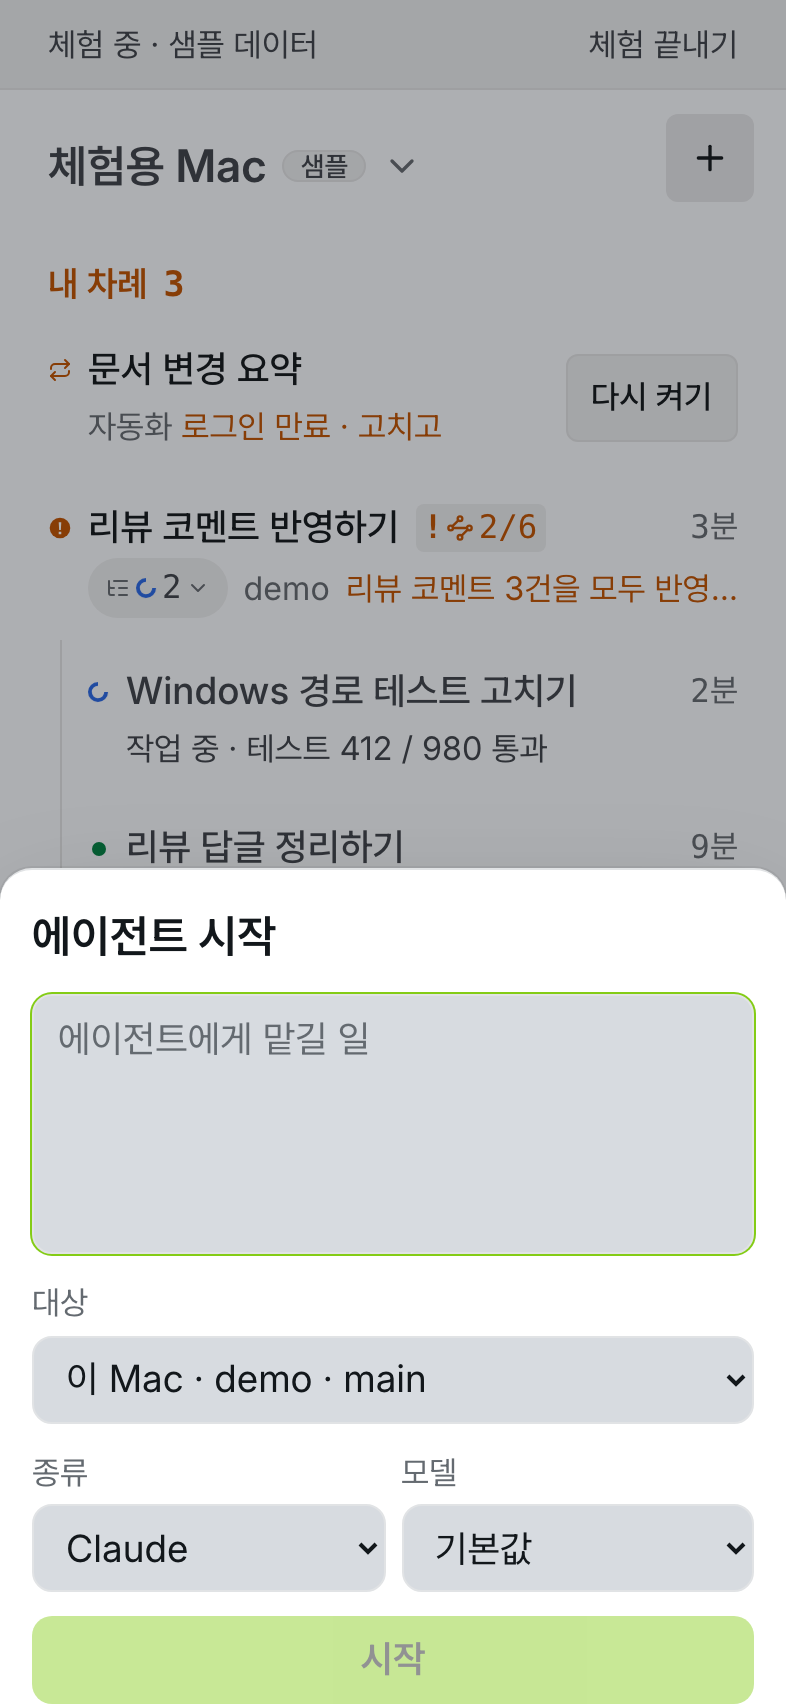 체험 중 · 샘플 데이터
체험 끝내기
체험용 Mac 샘플
+
내 차례 3
문서 변경 요약
자동화 로그인 만료 · 고치고
다시 켜기
리뷰 코멘트 반영하기 ! 2/6 3분
2 demo 리뷰 코멘트 3건을 모두 반영...
Windows 경로 테스트 고치기 2분
작업 중 · 테스트 412 / 980 통과
리뷰 답글 정리하기 9분
에이전트 시작
에이전트에게 맡길 일
대상
이 Mac · demo · main
종류
모델
Claude
기본값
시작